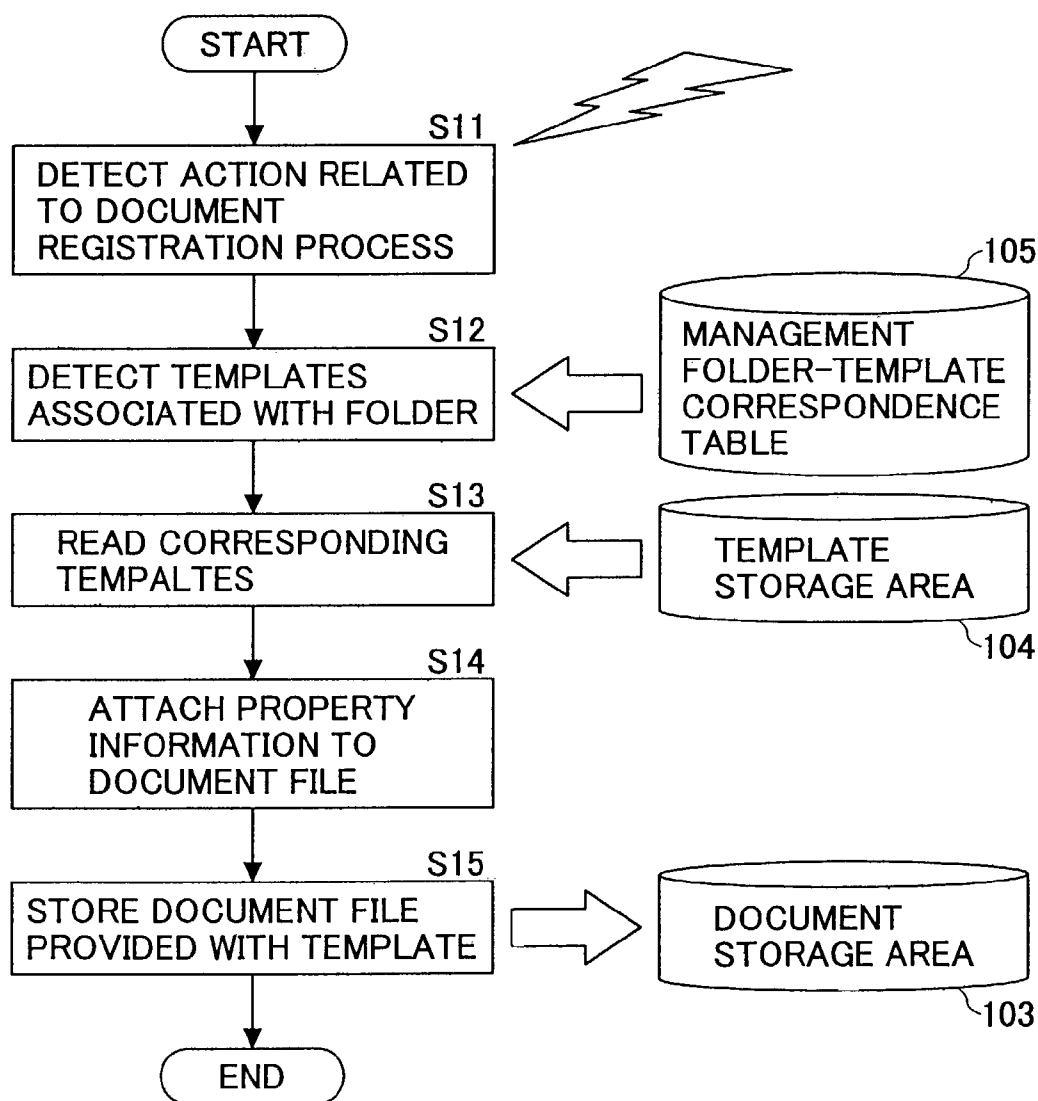 START
S11
DETECT ACTION RELATED
TO DOCUMENT
REGISTRATION PROCESS
S12
DETECT TEMPLATES
ASSOCIATED WITH FOLDER
105
MANAGEMENT
FOLDER-TEMPLATE
CORRESPONDENCE
TABLE
S13
READ CORRESPONDING
TEMPALTES
TEMPLATE
STORAGE AREA
104
S14
ATTACH PROPERTY
INFORMATION TO
DOCUMENT FILE
S15
STORE DOCUMENT FILE
PROVIDED WITH TEMPLATE
DOCUMENT
STORAGE AREA
103
END